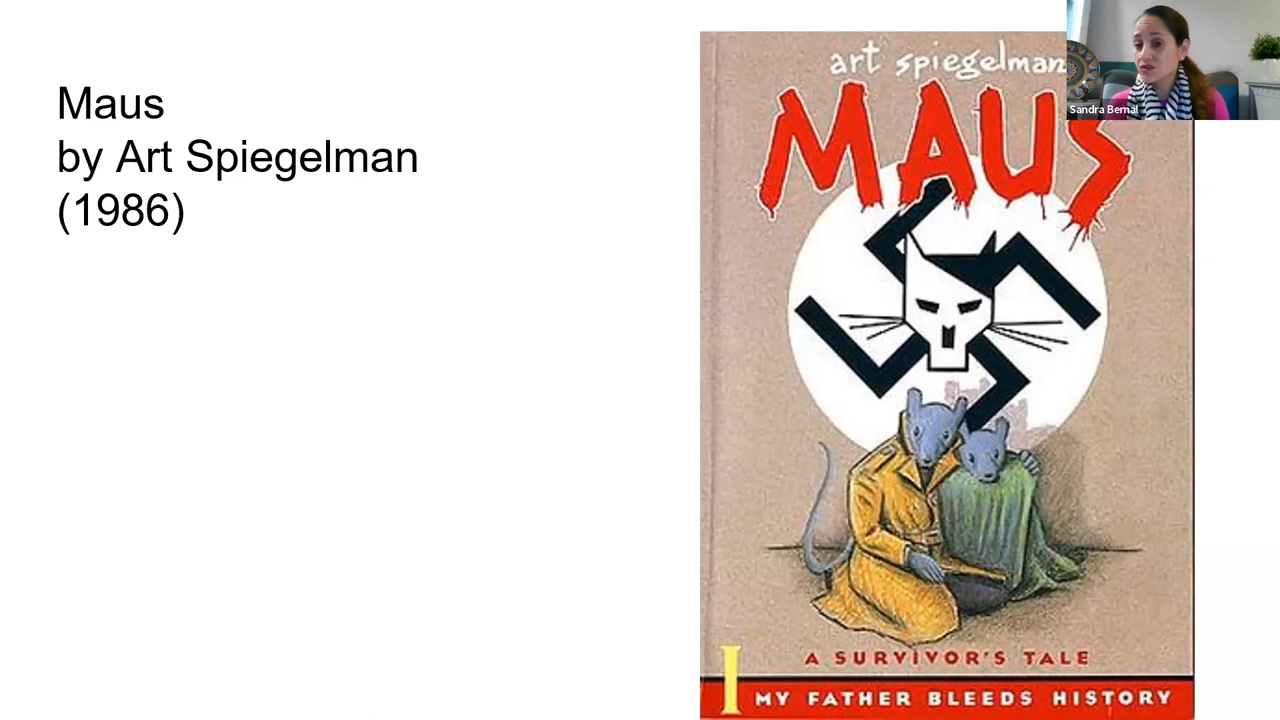 Maus
by Art Spiegelman
(1986)
art spiegelman
MAUS
Sandra Bernal
A SURVIVOR'S TALE
I
MY FATHER BLEEDS HISTORY